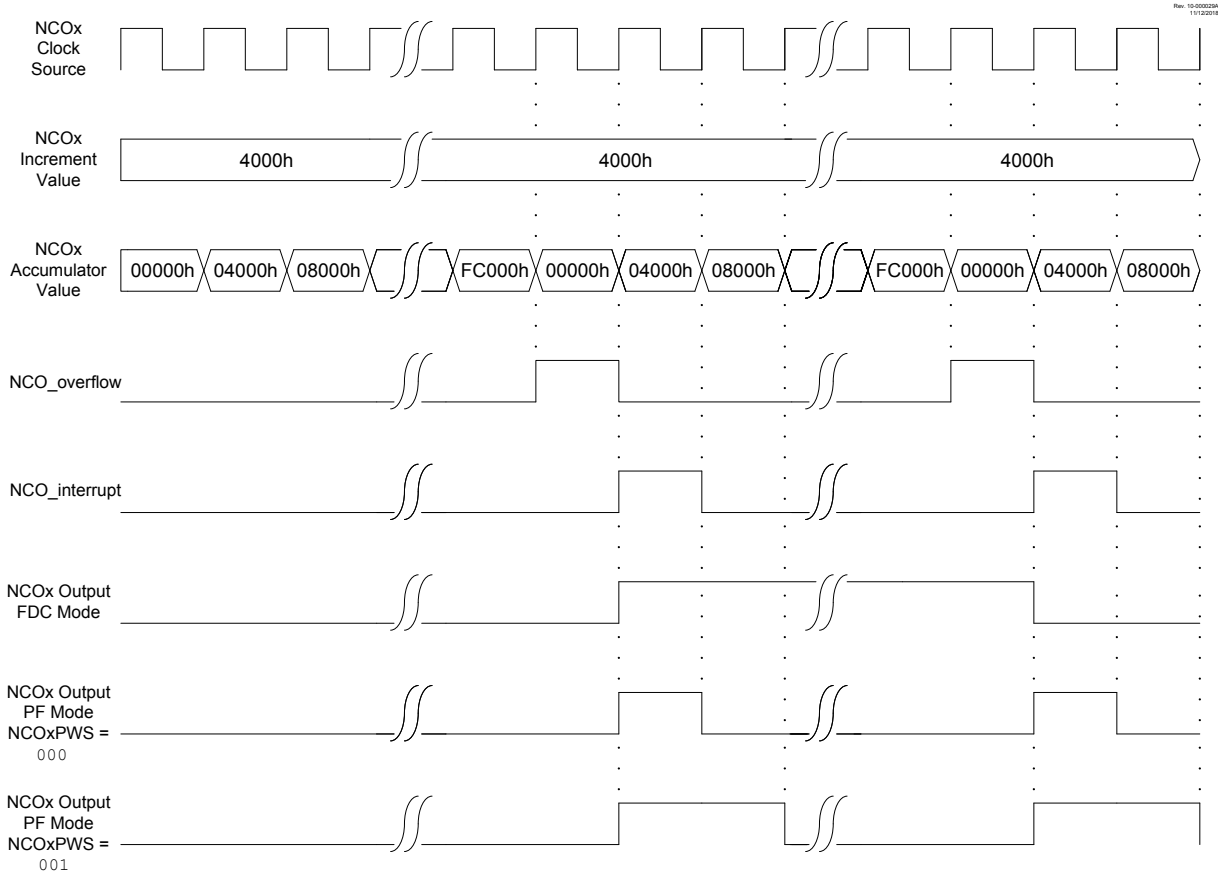 Rev. 10-000029A
11/12/2018
NCOx
Clock
Source
NCOx
Increment
Value
4000h
4000h
4000h
NCOx
Accumulator
Value
00000h 04000h 08000h FC000h 00000h 04000h 08000h FC000h 00000h 04000h 08000h
NCO_overflow
NCO_interrupt
NCOx Output
FDC Mode
NCOx Output
PF Mode
NCOxPWS =
000
NCOx Output
PF Mode
NCOxPWS =
001